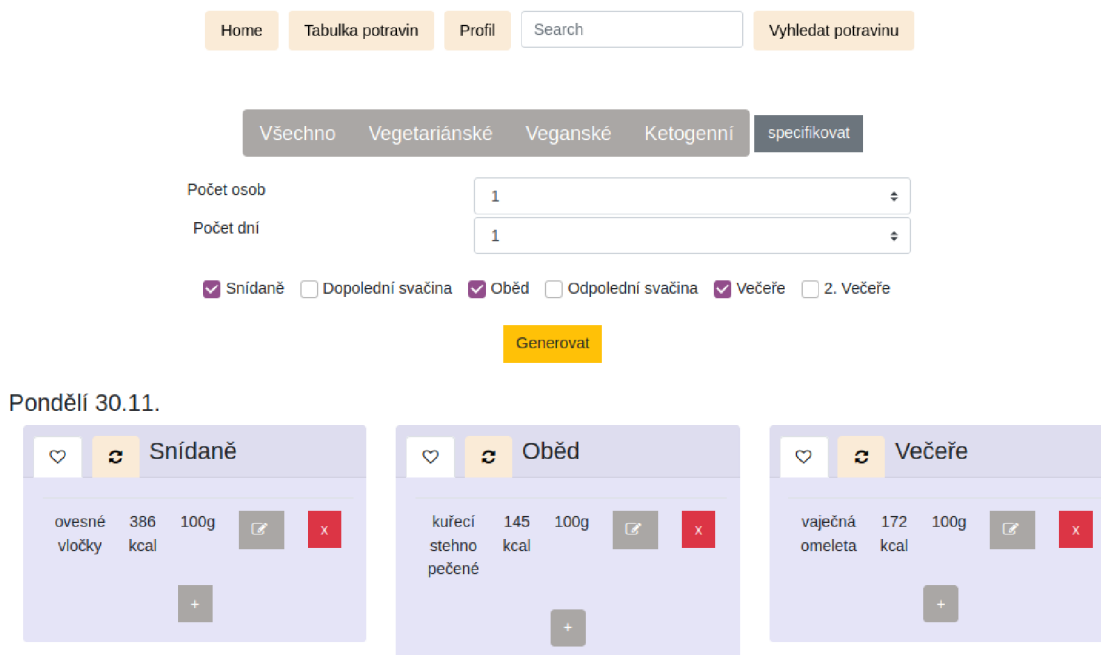 Home Tabulka potravin Profil Search Vyhledat potravinu
Všechno Vegetariánské Veganské Ketogenní specifikovat
Počet osob 1
Počet dní 1
Snídaně Dopolední svačina Oběd Odpolední svačina Večeře 2. Večeře
Generovat
Pondělí 30.11.
Snídaně
ovesné 386 100g x
vločky kcal
+
Oběd
kuřecí 145 100g x
stehno kcal
pečené
+
Večeře
vaječná 172 100g x
omeleta kcal
+